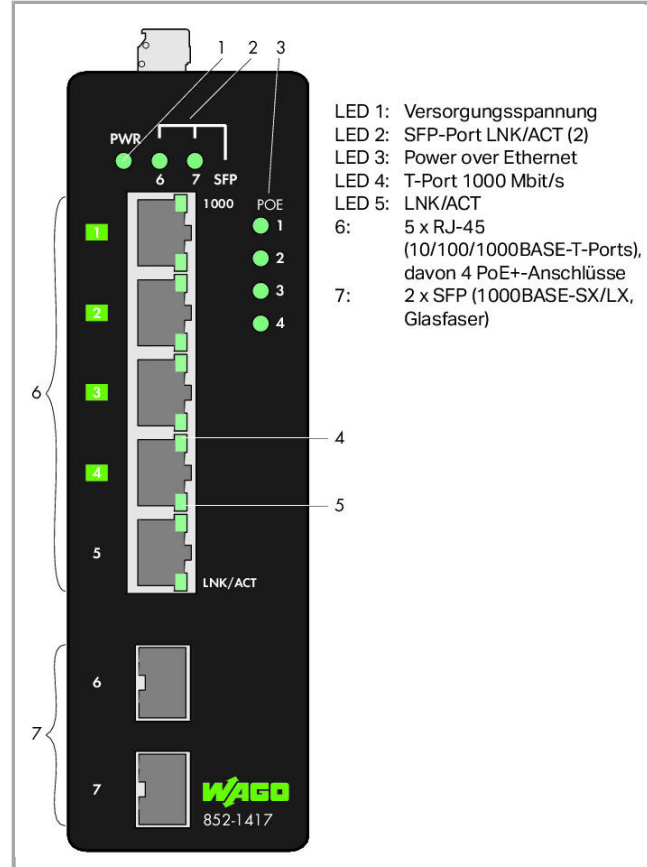 1 2 3
PWR
6 7 SFP
1000
POE
1
2
3
4
1
2
3
4
5
6
4
5
LNK/ACT
6
7
7
WAGO
852-1417
LED 1: Versorgungsspannung
LED 2: SFP-Port LNK/ACT (2)
LED 3: Power over Ethernet
LED 4: T-Port 1000 Mbit/s
LED 5: LNK/ACT
6: 5 x RJ-45
(10/100/1000BASE-T-Ports),
davon 4 PoE+-Anschlüsse
7: 2 x SFP (1000BASE-SX/LX,
Glasfaser)